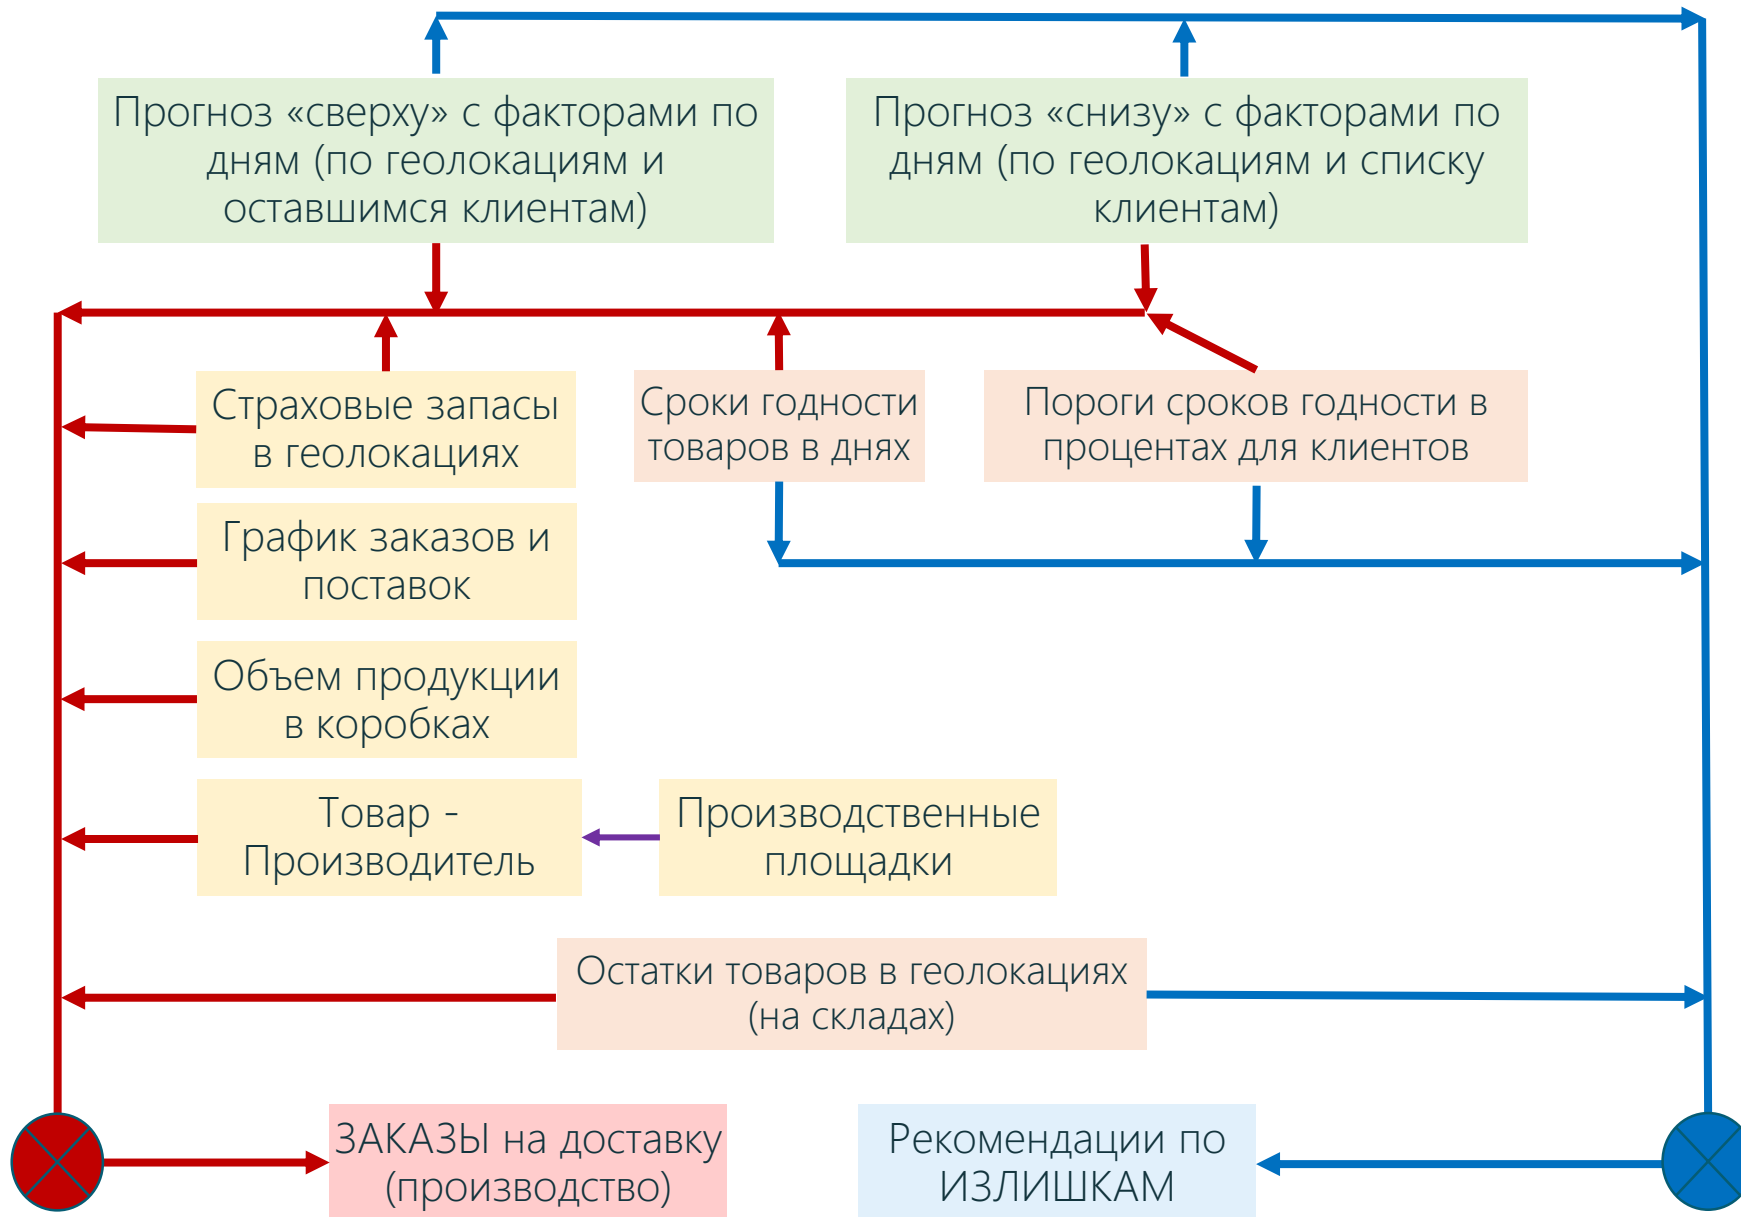 Прогноз «сверху» с факторами по
дням (по геолокациям и
оставшимся клиентам)
Прогноз «снизу» с факторами по
дням (по геолокациям и списку
клиентам)
Страховые запасы
в геолокациях
Сроки годности
товаров в днях
Пороги сроков годности в
процентах для клиентов
График заказов и
поставок
Объем продукции
в коробках
Товар -
Производитель
Производственные
площадки
Остатки товаров в геолокациях
(на складах)
ЗАКАЗЫ на доставку
(производство)
Рекомендации по
ИЗЛИШКАМ